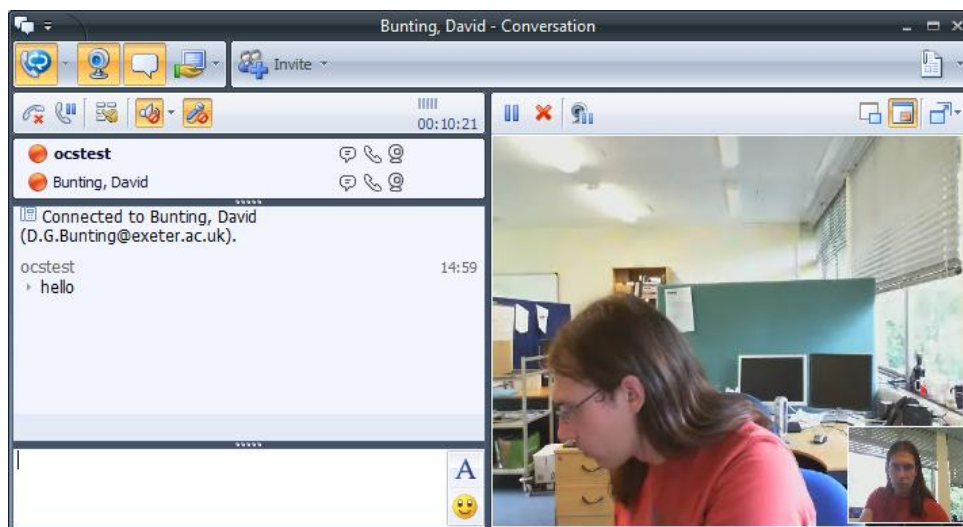 Bunting, David - Conversation
Invite
00:10:21
ocstest
Bunting, David
Connected to Bunting, David
(D.G.Bunting@exeter.ac.uk).
ocstest 14:59
hello
A